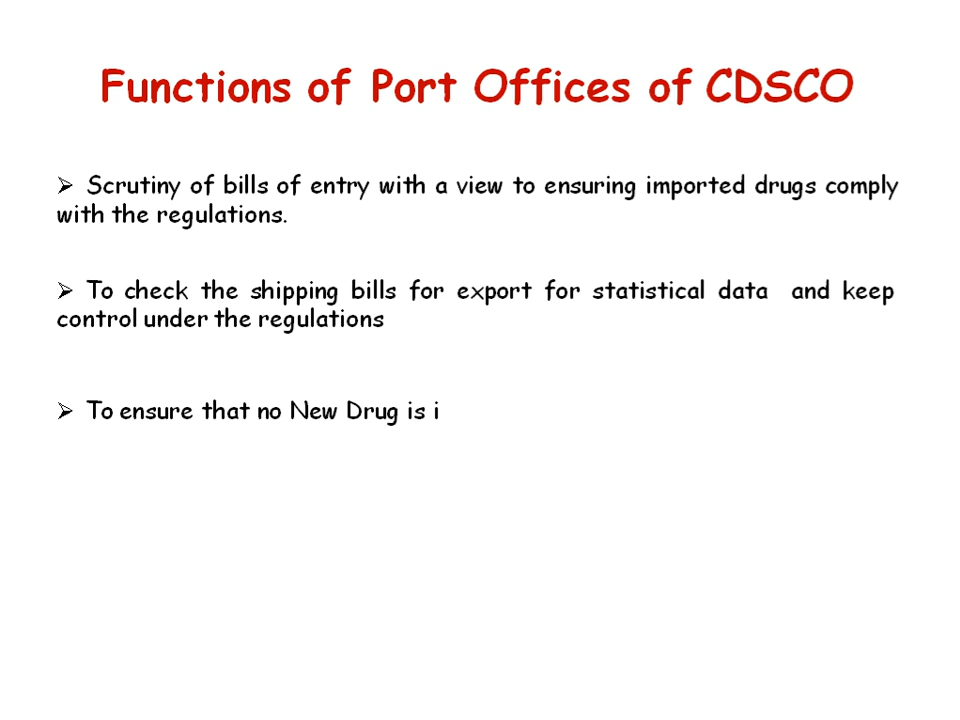 Functions of Port Offices of CDSCO
➢ Scrutiny of bills of entry with a view to ensuring imported drugs comply
with the regulations.
➢ To check the shipping bills for export for statistical data and keep
control under the regulations
➢ To ensure that no New Drug is i